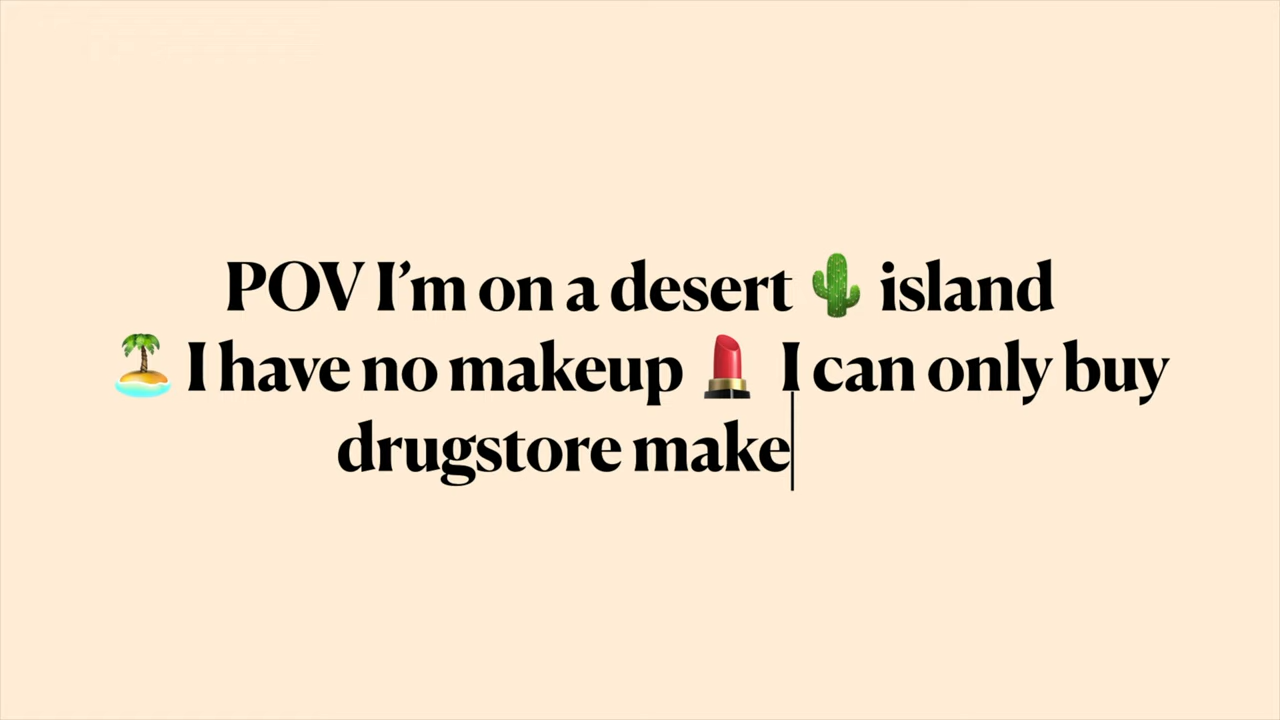 POV I’m on a desert 🌵 island
🏝️ I have no makeup 💄 I can only buy
drugstore make